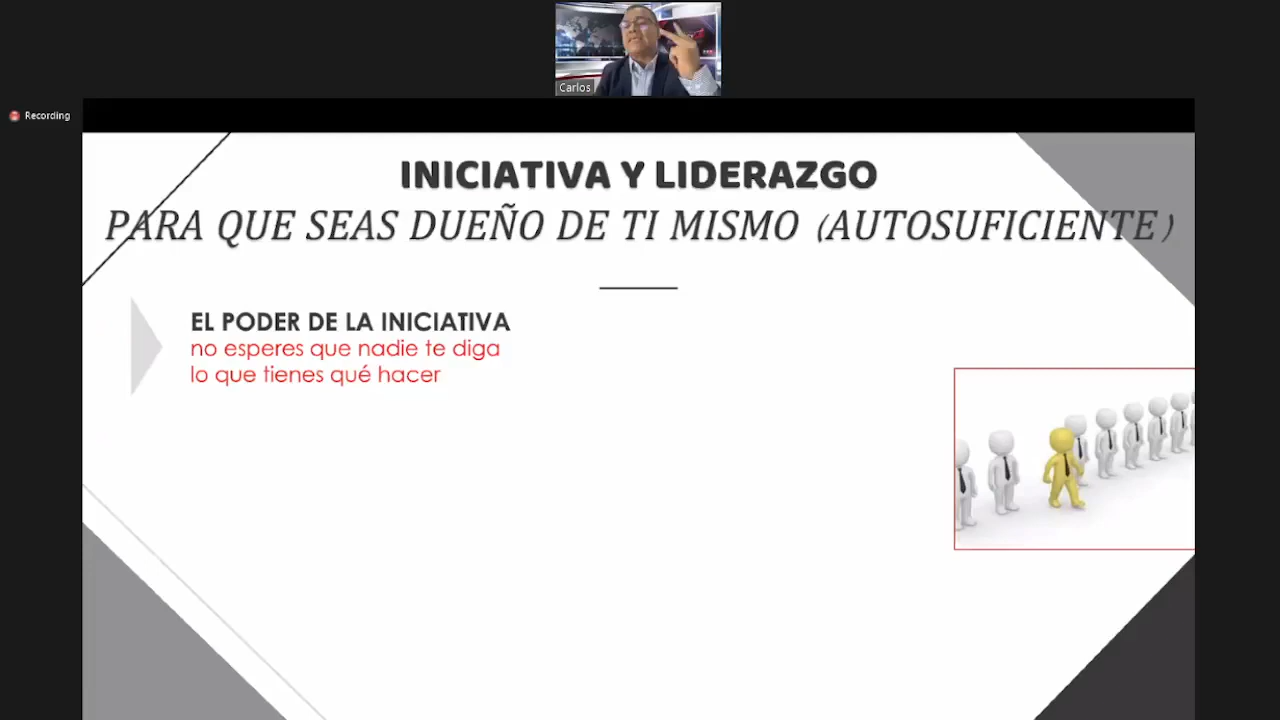 Carlos
Recording
INICIATIVA Y LIDERAZGO
PARA QUE SEAS DUEÑO DE TI MISMO (AUTOSUFICIENTE)
EL PODER DE LA INICIATIVA
no esperes que nadie te diga
lo que tienes qué hacer